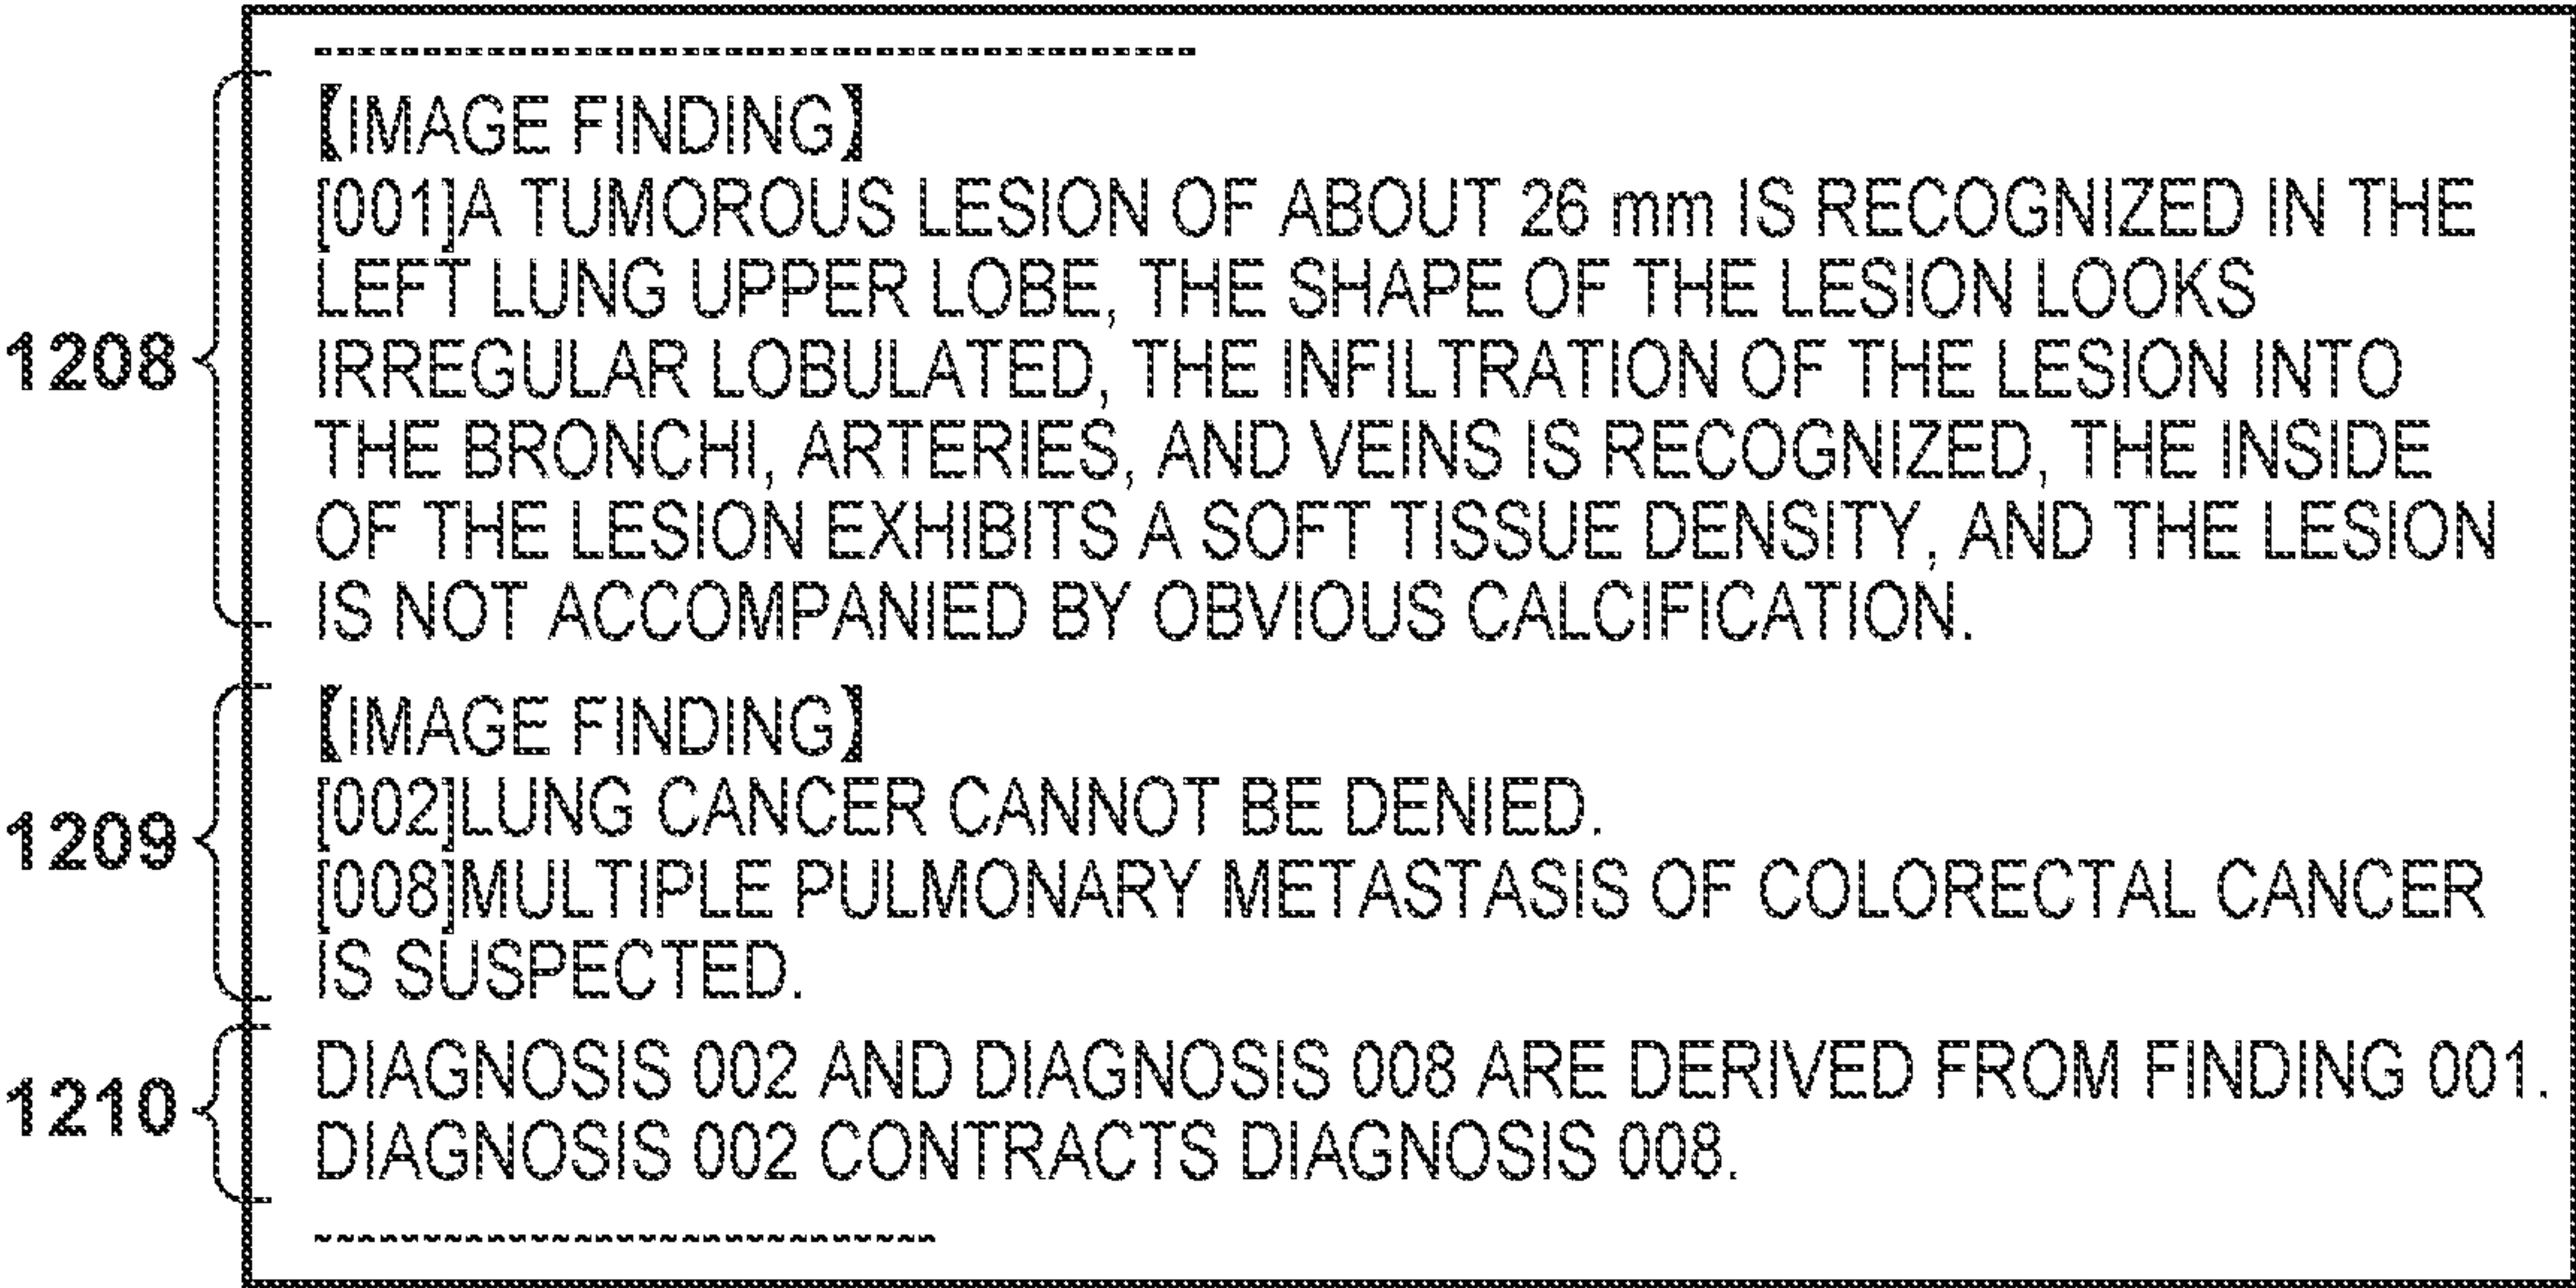 【IMAGE FINDING】
[001]A TUMOROUS LESION OF ABOUT 26 mm IS RECOGNIZED IN THE
LEFT LUNG UPPER LOBE, THE SHAPE OF THE LESION LOOKS
1208 IRREGULAR LOBULATED, THE INFILTRATION OF THE LESION INTO
THE BRONCHI, ARTERIES, AND VEINS IS RECOGNIZED, THE INSIDE
OF THE LESION EXHIBITS A SOFT TISSUE DENSITY, AND THE LESION
IS NOT ACCOMPANIED BY OBVIOUS CALCIFICATION.
【IMAGE FINDING】
[002]LUNG CANCER CANNOT BE DENIED.
1209
[008]MULTIPLE PULMONARY METASTASIS OF COLORECTAL CANCER
IS SUSPECTED.
DIAGNOSIS 002 AND DIAGNOSIS 008 ARE DERIVED FROM FINDING 001.
1210
DIAGNOSIS 002 CONTRACTS DIAGNOSIS 008.